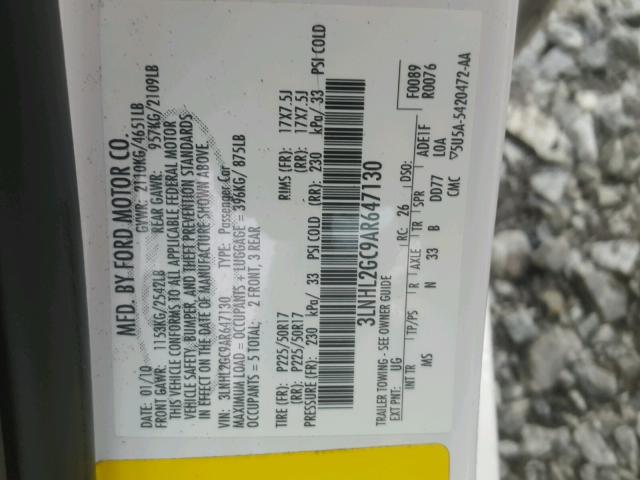 MFD. BY FORD MOTOR CO.
DATE: 01/10 GVWR: 2110KG/4651LB
FRONT GAWR: 1153KG/2542LB REAR GAWR: 957KG/2109LB
THIS VEHICLE CONFORMS TO ALL APPLICABLE FEDERAL MOTOR
VEHICLE SAFETY, BUMPER, AND THEFT PREVENTION STANDARDS
IN EFFECT ON THE DATE OF MANUFACTURE SHOWN ABOVE.
VIN: 3LNHL2GC9AR647130 TYPE: Passenger Car
MAXIMUM LOAD = OCCUPANTS + LUGGAGE = 396KG/ 875LB
OCCUPANTS = 5 TOTAL: 2 FRONT, 3 REAR
TIRE (FR): P225/50R17 RIMS (FR): 17X7.5J
(RR): P225/50R17 (RR): 17X7.5J
PRESSURE (FR): 230 kPa/ 33 PSI COLD (RR): 230 kPa/ 33 PSI COLD
3LNHL2GC9AR647130
F0089
R0076
TRAILER TOWING - SEE OWNER GUIDE
EXT PNT: UG RC: 26 DSO:
INT TR TP/PS R AXLE TR SPR ADE1F
MS N 33 B DD77 LOA
CMC ▽5U5A-5420472-AA